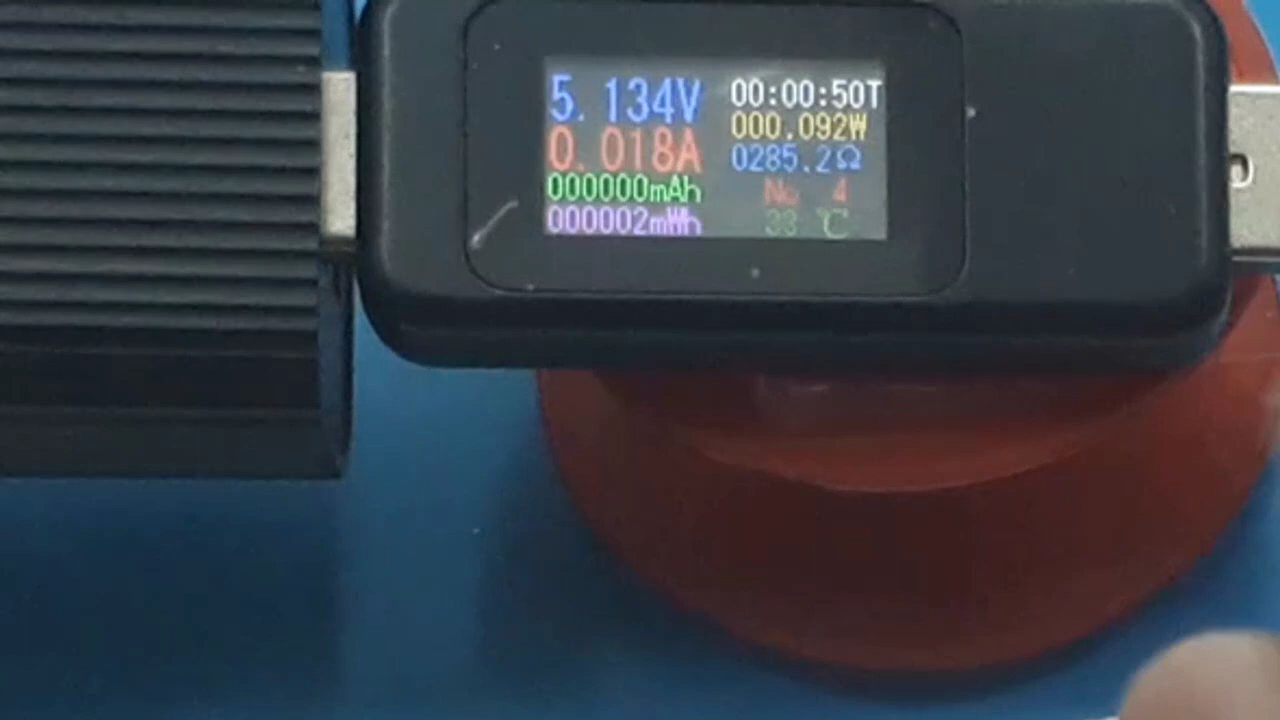 5.134V
0.018A
000000mAh
000002mWh
00:00:50T
000.092W
0285.2Ω
No 4
33 ℃